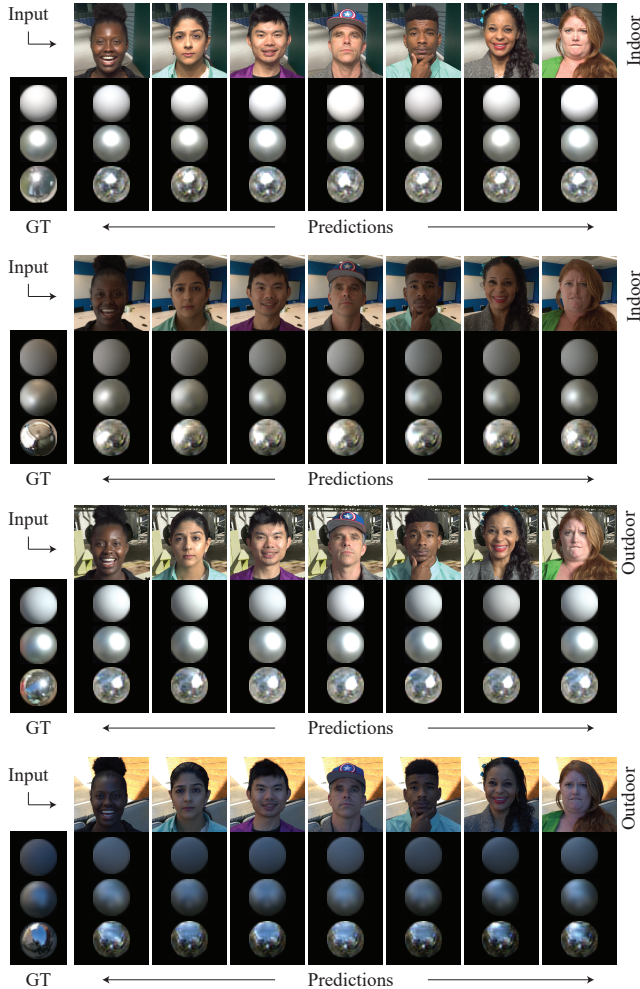 Input
Indoor
GT
Predictions
Input
Indoor
GT
Predictions
Input
Outdoor
GT
Predictions
Input
Outdoor
GT
Predictions